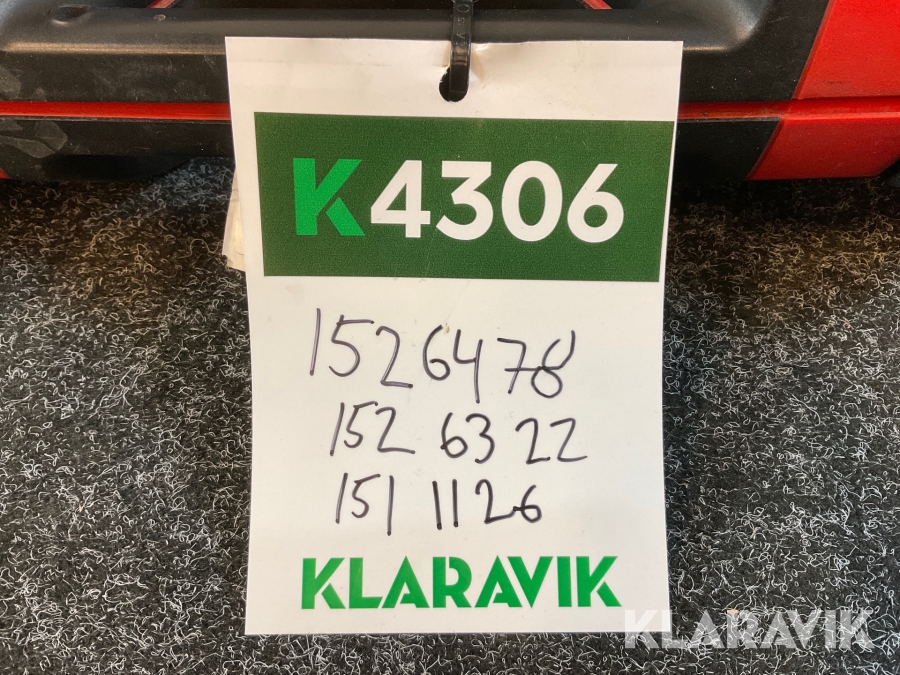 K4306
1526478
152 63 22
151 1126
KLARAVIK
KLARAVIK